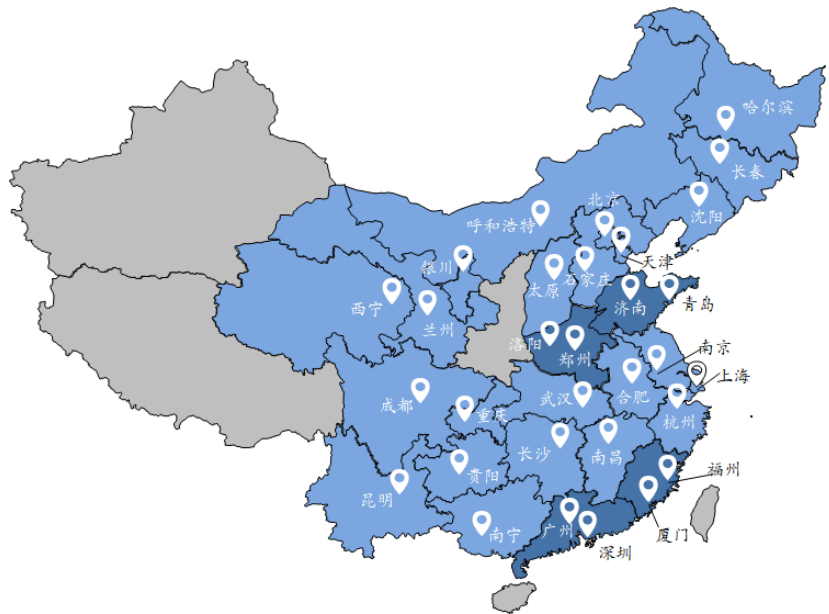 哈尔滨
长春
沈阳
北京
呼和浩特
天津
银川
石家庄
太原
西宁
济南
青岛
兰州
洛阳
郑州
南京
上海
合肥
成都
武汉
重庆
杭州
长沙
南昌
贵阳
福州
昆明
广州
南宁
厦门
深圳